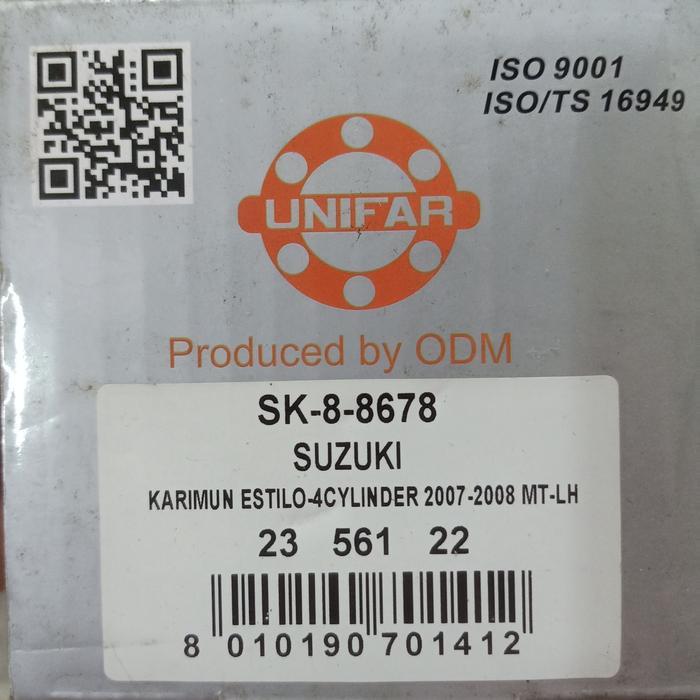 ISO 9001
ISO/TS 16949
UNIFAR
Produced by ODM
SK-8-8678
SUZUKI
KARIMUN ESTILO-4CYLINDER 2007-2008 MT-LH
23 561 22
8 010190 701412